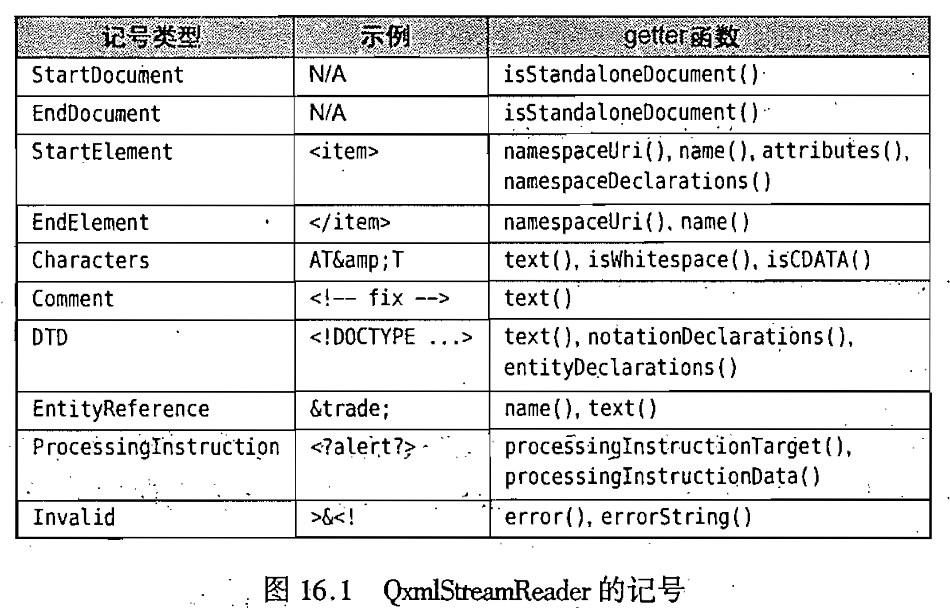 记号类型 示例 getter函数
StartDocument N/A isStandaloneDocument()
EndDocument N/A isStandaloneDocument()
StartElement <item> namespaceUri(), name(), attributes(),
namespaceDeclarations()
EndElement </item> namespaceUri(), name()
Characters AT&amp;T text(), isWhitespace(), isCDATA()
Comment <!-- fix --> text()
DTD <!DOCTYPE ...> text(), notationDeclarations(),
entityDeclarations()
EntityReference &trade; name(), text()
ProcessingInstruction <?alert?> processingInstructionTarget(),
processingInstructionData()
Invalid >&<! error(), errorString()
图 16.1 QxmlStreamReader 的记号